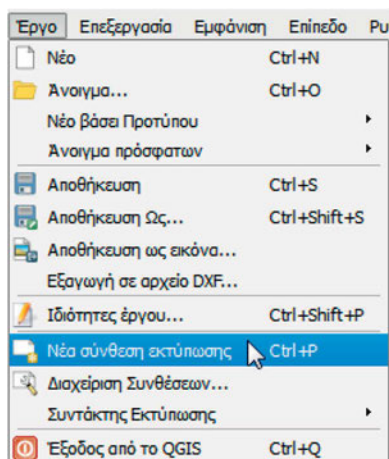 Έργο Επεξεργασία Εμφάνιση Επίπεδο Ρυ
Νέο Ctrl+N
Άνοιγμα... Ctrl+O
Νέο βάσει Προτύπου
Άνοιγμα πρόσφατων
Αποθήκευση Ctrl+S
Αποθήκευση Ως... Ctrl+Shift+S
Αποθήκευση ως εικόνα...
Εξαγωγή σε αρχείο DXF...
Ιδιότητες έργου... Ctrl+Shift+P
Νέα σύνθεση εκτύπωσης Ctrl+P
Διαχείριση Συνθέσεων...
Συντάκτης Εκτύπωσης
Έξοδος από το QGIS Ctrl+Q